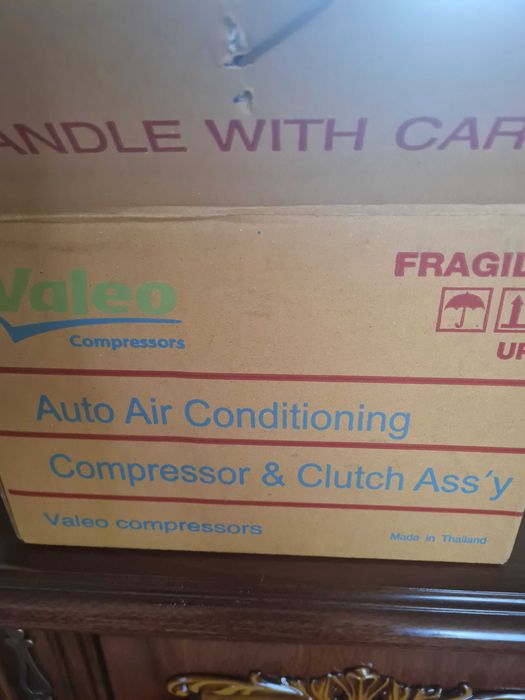 ANDLE WITH CAR
Valeo
Compressors
FRAGIL
UP
Auto Air Conditioning
Compressor & Clutch Ass'y
Valeo compressors
Made in Thailand